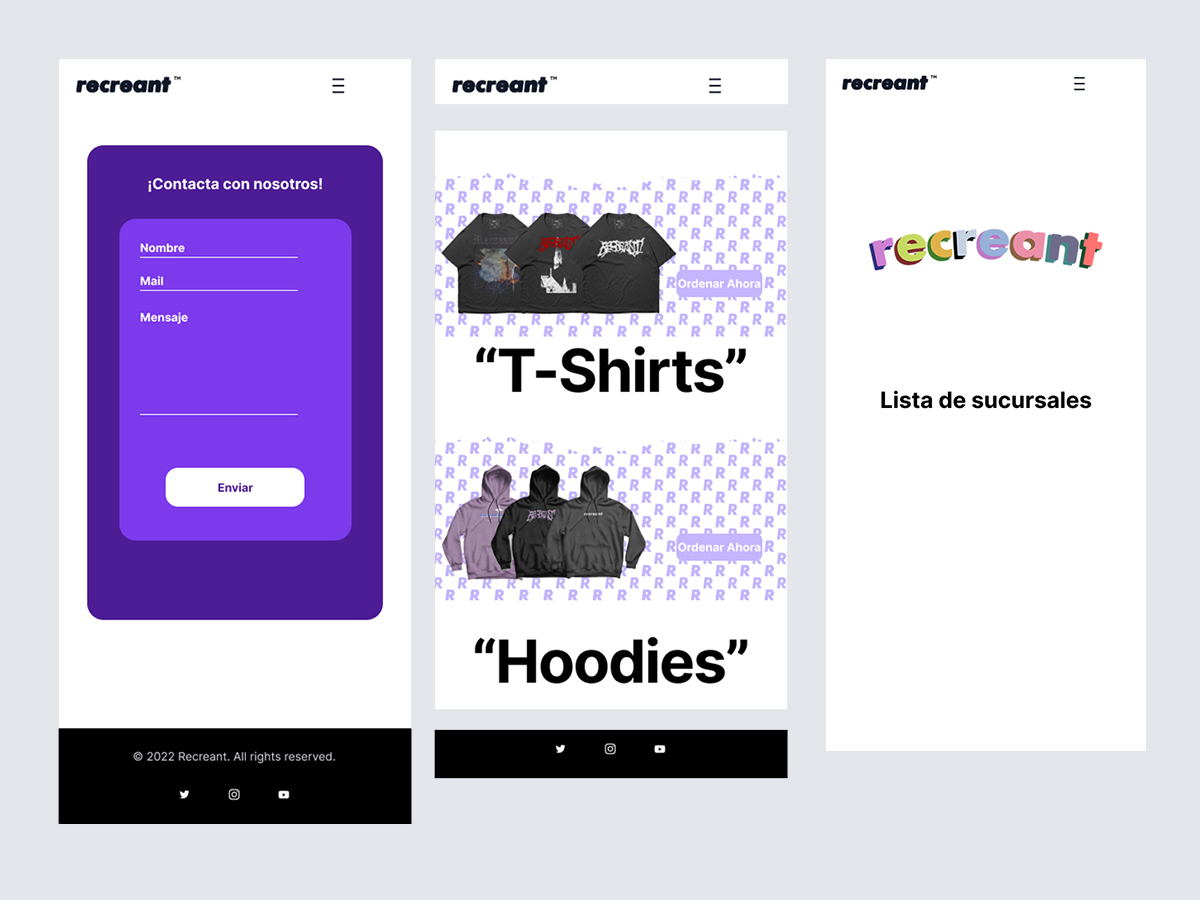 recreant™
¡Contacta con nosotros!
Nombre
Mail
Mensaje
Enviar
© 2022 Recreant. All rights reserved.
recreant™
Ordenar Ahora
“T-Shirts”
recreant
Ordenar Ahora
“Hoodies”
recreant™
recreant
Lista de sucursales